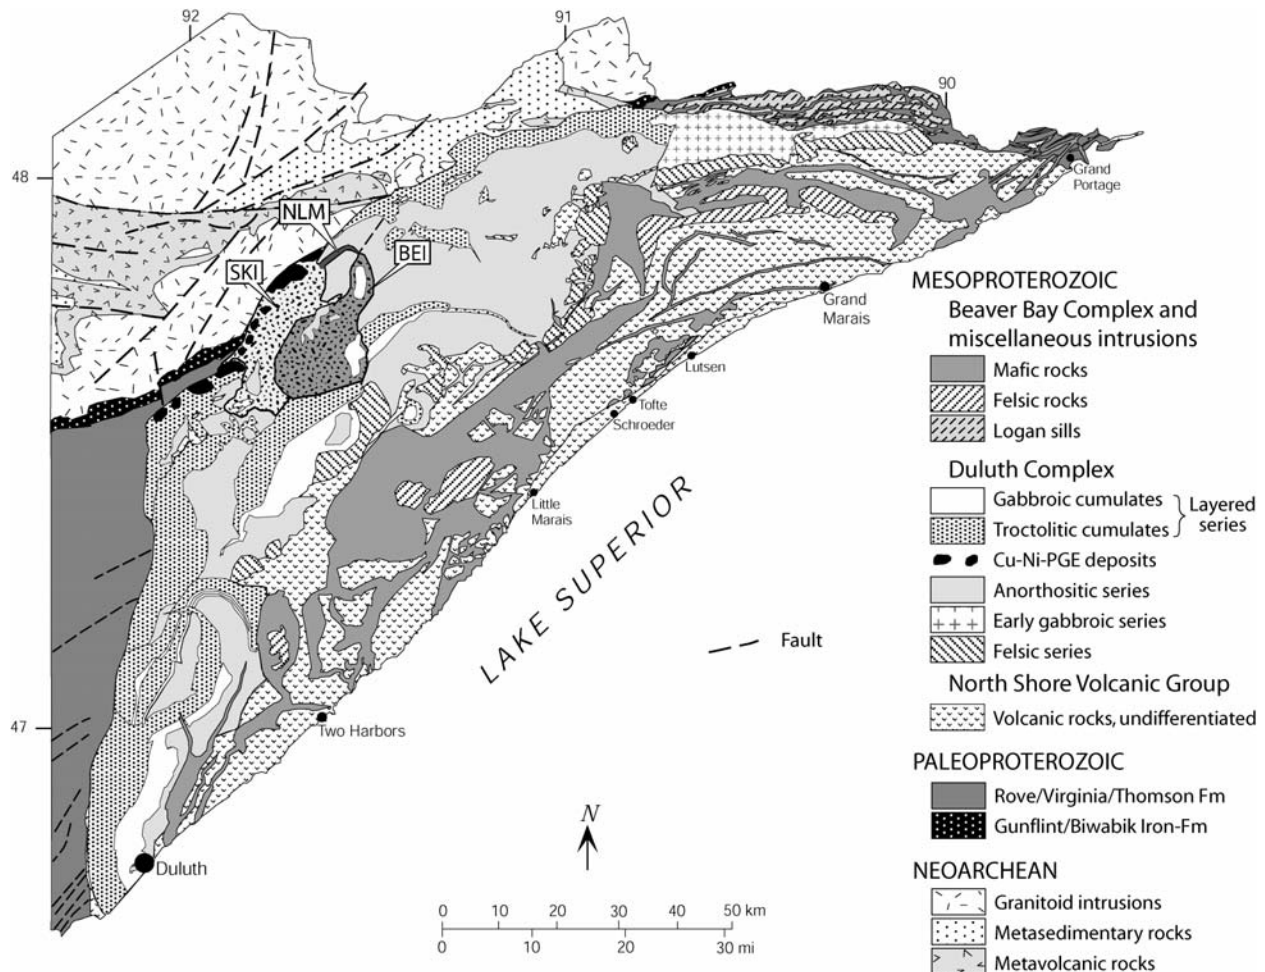 92
91
90
48
47
NLM
BEI
SKI
Grand
Portage
Grand
Marais
Lutsen
Tofte
Schroeder
Little
Marais
Two Harbors
Duluth
LAKE SUPERIOR
Fault
N
0 10 20 30 40 50 km
0 10 20 30 mi
MESOPROTEROZOIC
Beaver Bay Complex and
miscellaneous intrusions
Mafic rocks
Felsic rocks
Logan sills
Duluth Complex
Gabbroic cumulates
Troctolitic cumulates
Layered
series
Cu-Ni-PGE deposits
Anorthositic series
Early gabbroic series
Felsic series
North Shore Volcanic Group
Volcanic rocks, undifferentiated
PALEOPROTEROZOIC
Rove/Virginia/Thomson Fm
Gunflint/Biwabik Iron-Fm
NEOARCHEAN
Granitoid intrusions
Metasedimentary rocks
Metavolcanic rocks